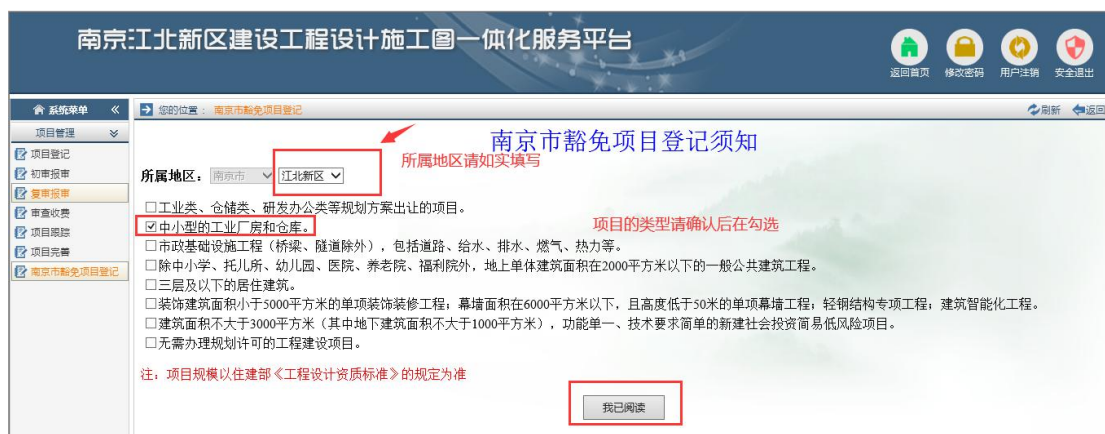 南京江北新区建设工程设计施工图一体化服务平台
返回首页 修改密码 用户注销 安全退出
系统菜单 «
您的位置： 南京市豁免项目登记
刷新 返回
项目管理
项目登记
初审报审
复审报审
审查收费
项目跟踪
项目完善
南京市豁免项目登记
南京市豁免项目登记须知
所属地区请如实填写
所属地区： 南京市 江北新区
□工业类、仓储类、研发办公类等规划方案出让的项目。
☑中小型的工业厂房和仓库。
项目的类型请确认后在勾选
□市政基础设施工程（桥梁、隧道除外），包括道路、给水、排水、燃气、热力等。
□除中小学、托儿所、幼儿园、医院、养老院、福利院外，地上单体建筑面积在2000平方米以下的一般公共建筑工程。
□三层及以下的居住建筑。
□装饰建筑面积小于5000平方米的单项装饰装修工程；幕墙面积在6000平方米以下，且高度低于50米的单项幕墙工程；轻钢结构专项工程；建筑智能化工程。
□建筑面积不大于3000平方米（其中地下建筑面积不大于1000平方米），功能单一、技术要求简单的新建社会投资简易低风险项目。
□无需办理规划许可的工程建设项目。
注：项目规模以住建部《工程设计资质标准》的规定为准
我已阅读